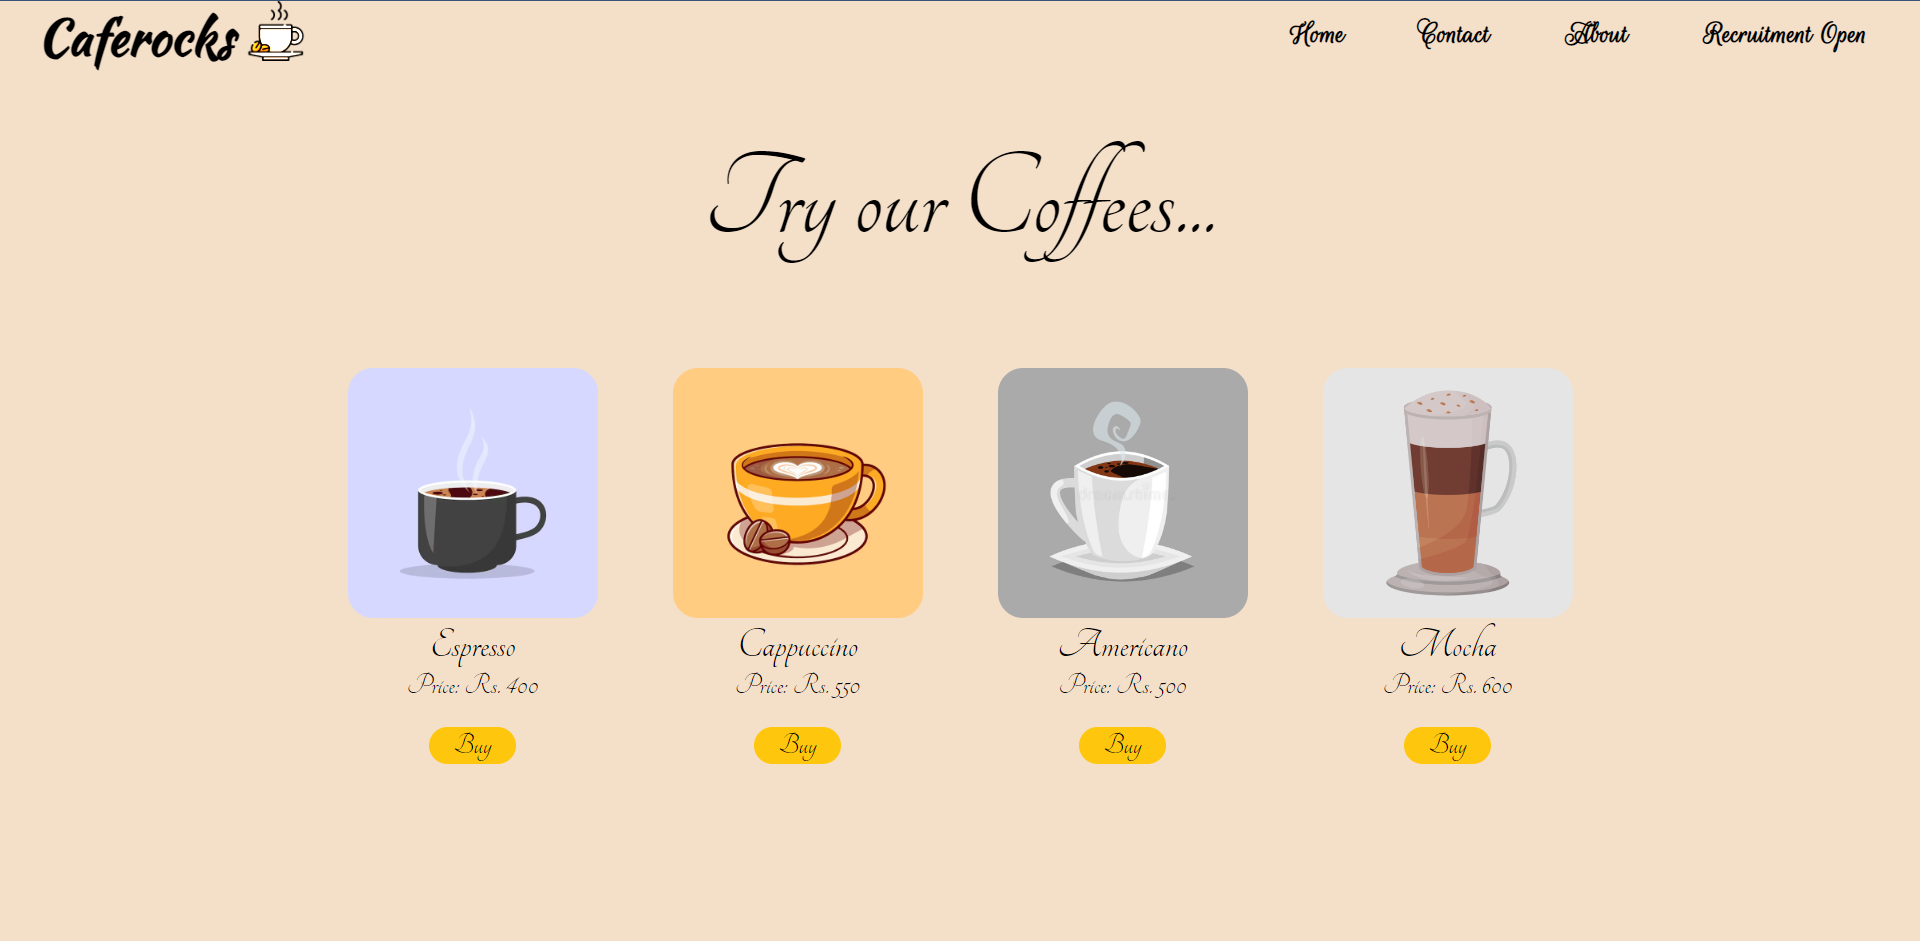 Caferocks
Home Contact About Recruitment Open
Try our Coffees...
Espresso Cappuccino Americano Mocha
Price: Rs. 400 Price: Rs. 550 Price: Rs. 500 Price: Rs. 600
Buy Buy Buy Buy